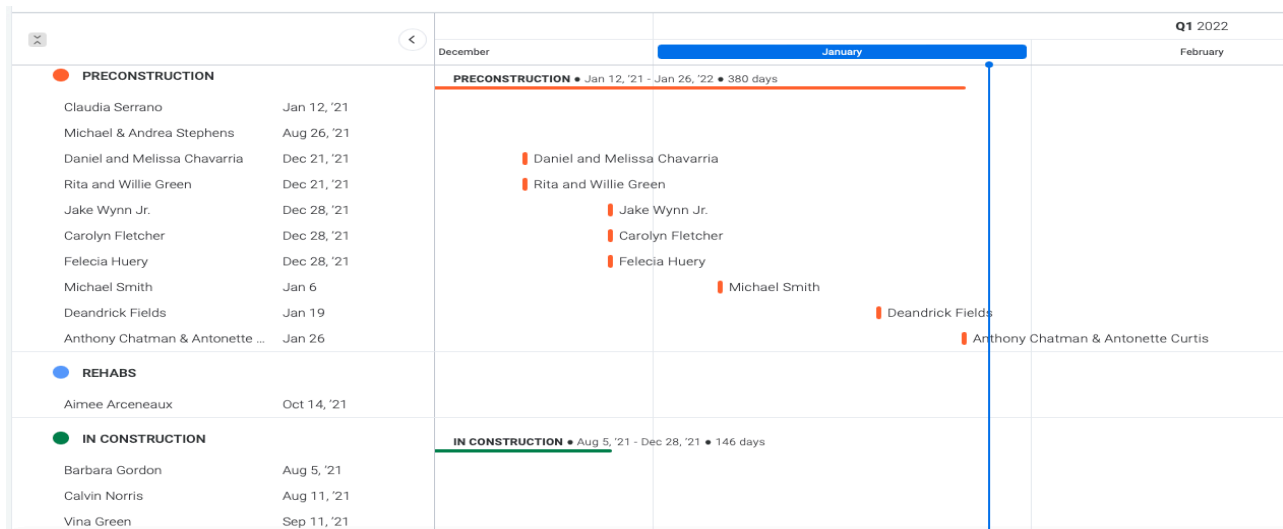 Q1 2022
December January February
PRECONSTRUCTION PRECONSTRUCTION • Jan 12, '21 - Jan 26, '22 • 380 days
Claudia Serrano Jan 12, '21
Michael & Andrea Stephens Aug 26, '21
Daniel and Melissa Chavarria Dec 21, '21 Daniel and Melissa Chavarria
Rita and Willie Green Dec 21, '21 Rita and Willie Green
Jake Wynn Jr. Dec 28, '21 Jake Wynn Jr.
Carolyn Fletcher Dec 28, '21 Carolyn Fletcher
Felecia Huery Dec 28, '21 Felecia Huery
Michael Smith Jan 6 Michael Smith
Deandrick Fields Jan 19 Deandrick Fields
Anthony Chatman & Antonette ... Jan 26 Anthony Chatman & Antonette Curtis
REHABS
Aimee Arceneaux Oct 14, '21
IN CONSTRUCTION IN CONSTRUCTION • Aug 5, '21 - Dec 28, '21 • 146 days
Barbara Gordon Aug 5, '21
Calvin Norris Aug 11, '21
Vina Green Sep 11, '21